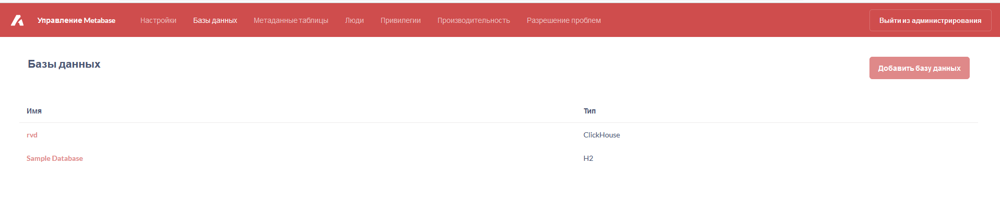 Управление Metabase Настройки Базы данных Метаданные таблицы Люди Привилегии Производительность Разрешение проблем Выйти из администрирования
Базы данных
Добавить базу данных
Имя Тип
rvd ClickHouse
Sample Database H2